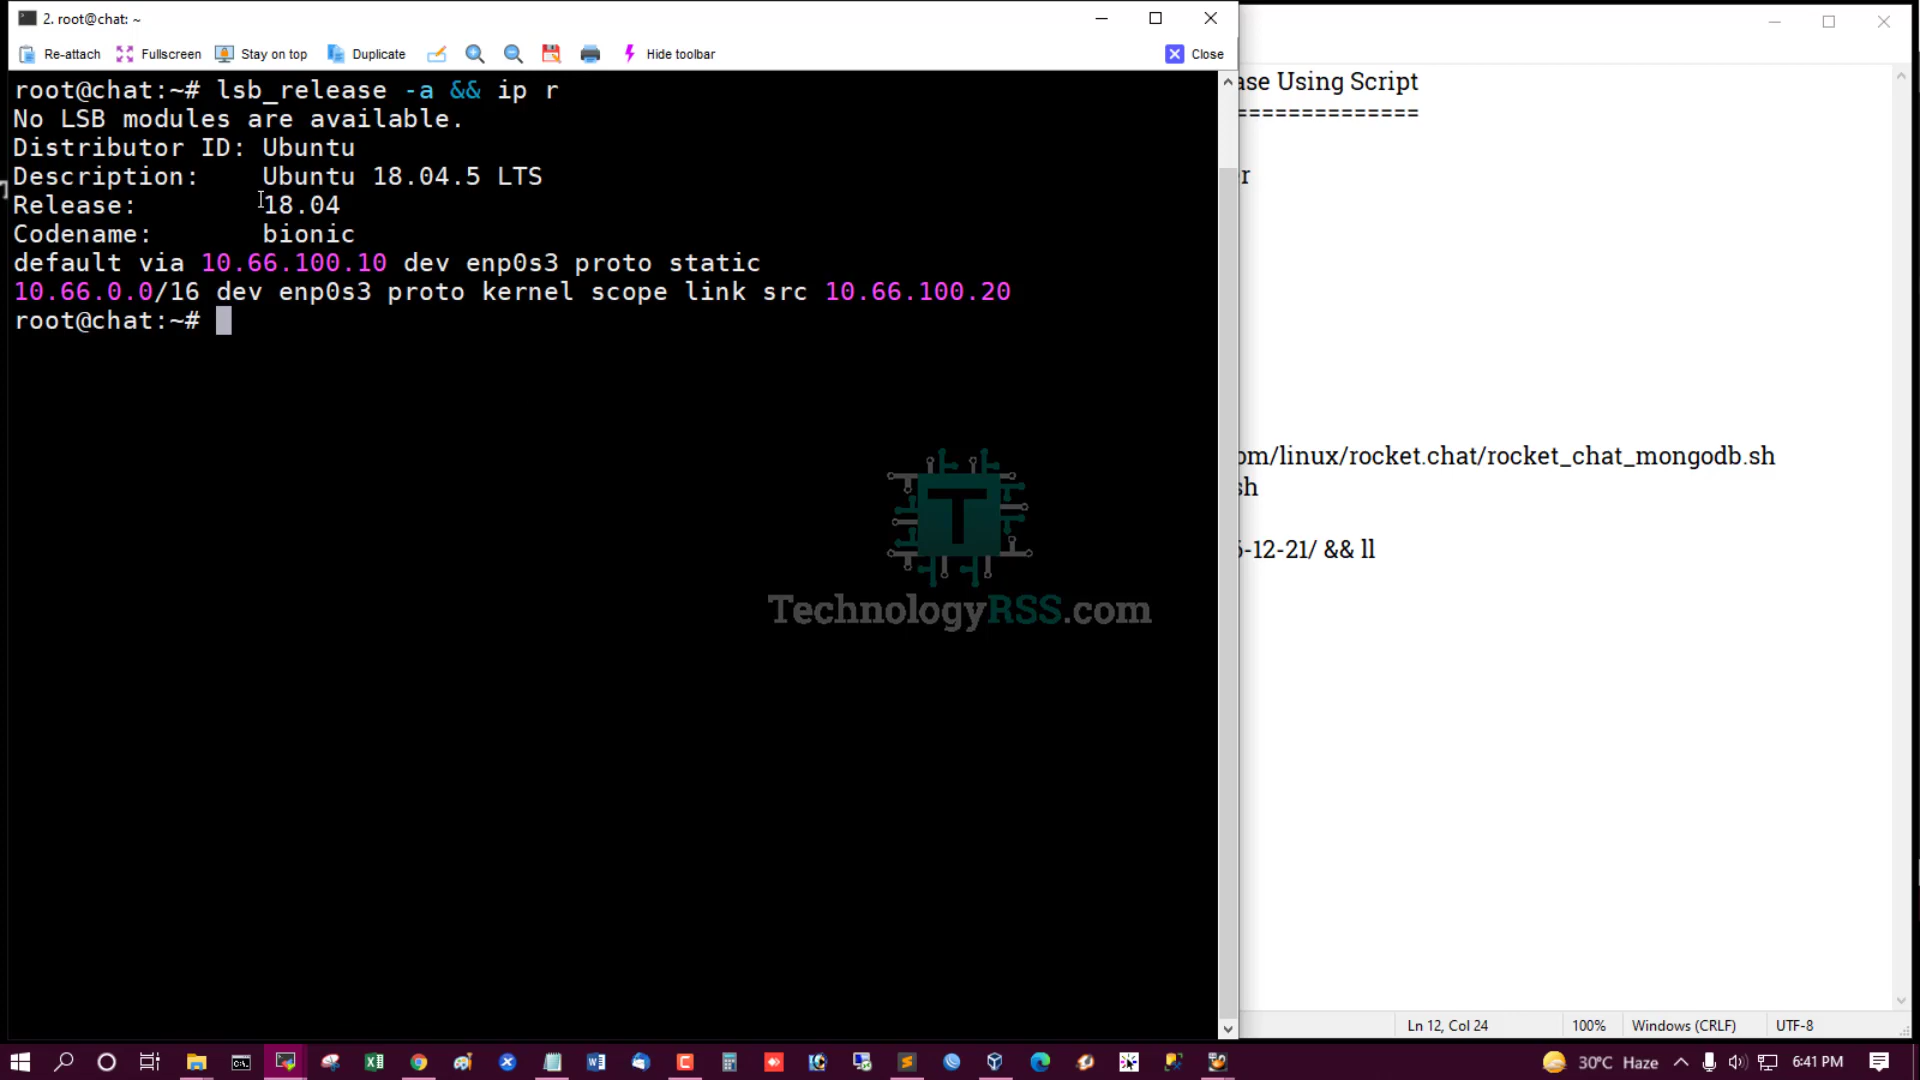 2. root@chat: ~
Re-attach Fullscreen Stay on top Duplicate Hide toolbar Close
root@chat:~# lsb_release -a && ip r
No LSB modules are available.
Distributor ID: Ubuntu
Description: Ubuntu 18.04.5 LTS
Release: 18.04
Codename: bionic
default via 10.66.100.10 dev enp0s3 proto static
10.66.0.0/16 dev enp0s3 proto kernel scope link src 10.66.100.20
root@chat:~#
T
TechnologyRSS.com
ase Using Script
==============
er
om/linux/rocket.chat/rocket_chat_mongodb.sh
sh
-12-21/ && ll
Ln 12, Col 24 100% Windows (CRLF) UTF-8
30°C Haze 6:41 PM